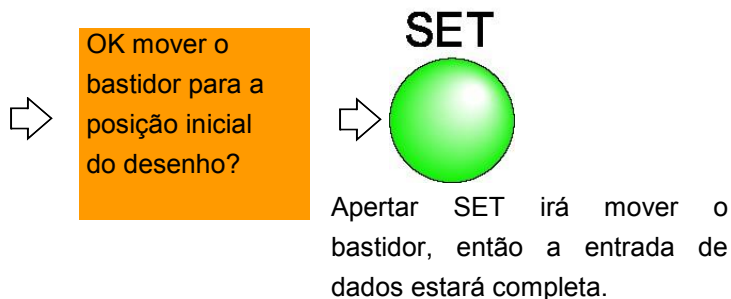 OK mover o
bastidor para a
posição inicial
do desenho?
SET
Apertar SET irá mover o
bastidor, então a entrada de
dados estará completa.